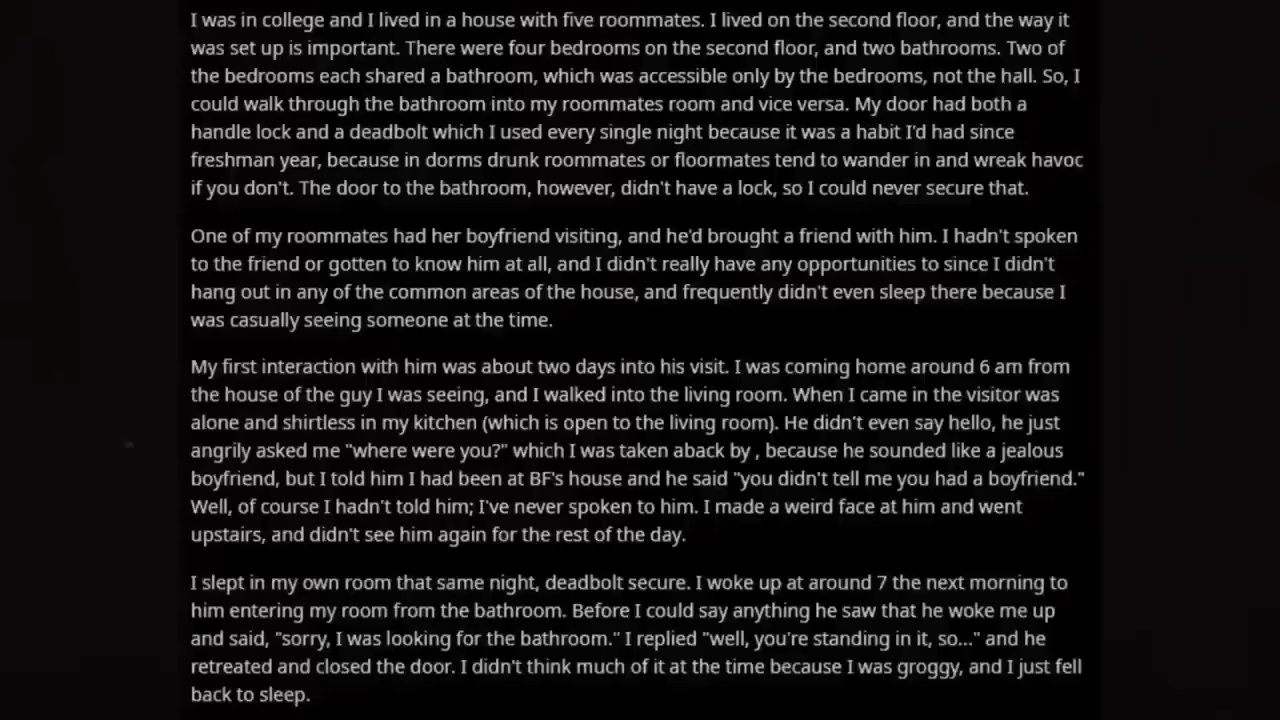 I was in college and I lived in a house with five roommates. I lived on the second floor, and the way it
was set up is important. There were four bedrooms on the second floor, and two bathrooms. Two of
the bedrooms each shared a bathroom, which was accessible only by the bedrooms, not the hall. So, I
could walk through the bathroom into my roommates room and vice versa. My door had both a
handle lock and a deadbolt which I used every single night because it was a habit I'd had since
freshman year, because in dorms drunk roommates or floormates tend to wander in and wreak havoc
if you don't. The door to the bathroom, however, didn't have a lock, so I could never secure that.
One of my roommates had her boyfriend visiting, and he'd brought a friend with him. I hadn't spoken
to the friend or gotten to know him at all, and I didn't really have any opportunities to since I didn't
hang out in any of the common areas of the house, and frequently didn't even sleep there because I
was casually seeing someone at the time.
My first interaction with him was about two days into his visit. I was coming home around 6 am from
the house of the guy I was seeing, and I walked into the living room. When I came in the visitor was
alone and shirtless in my kitchen (which is open to the living room). He didn't even say hello, he just
angrily asked me "where were you?" which I was taken aback by , because he sounded like a jealous
boyfriend, but I told him I had been at BF's house and he said "you didn't tell me you had a boyfriend."
Well, of course I hadn't told him; I've never spoken to him. I made a weird face at him and went
upstairs, and didn't see him again for the rest of the day.
I slept in my own room that same night, deadbolt secure. I woke up at around 7 the next morning to
him entering my room from the bathroom. Before I could say anything he saw that he woke me up
and said, "sorry, I was looking for the bathroom." I replied "well, you're standing in it, so..." and he
retreated and closed the door. I didn't think much of it at the time because I was groggy, and I just fell
back to sleep.